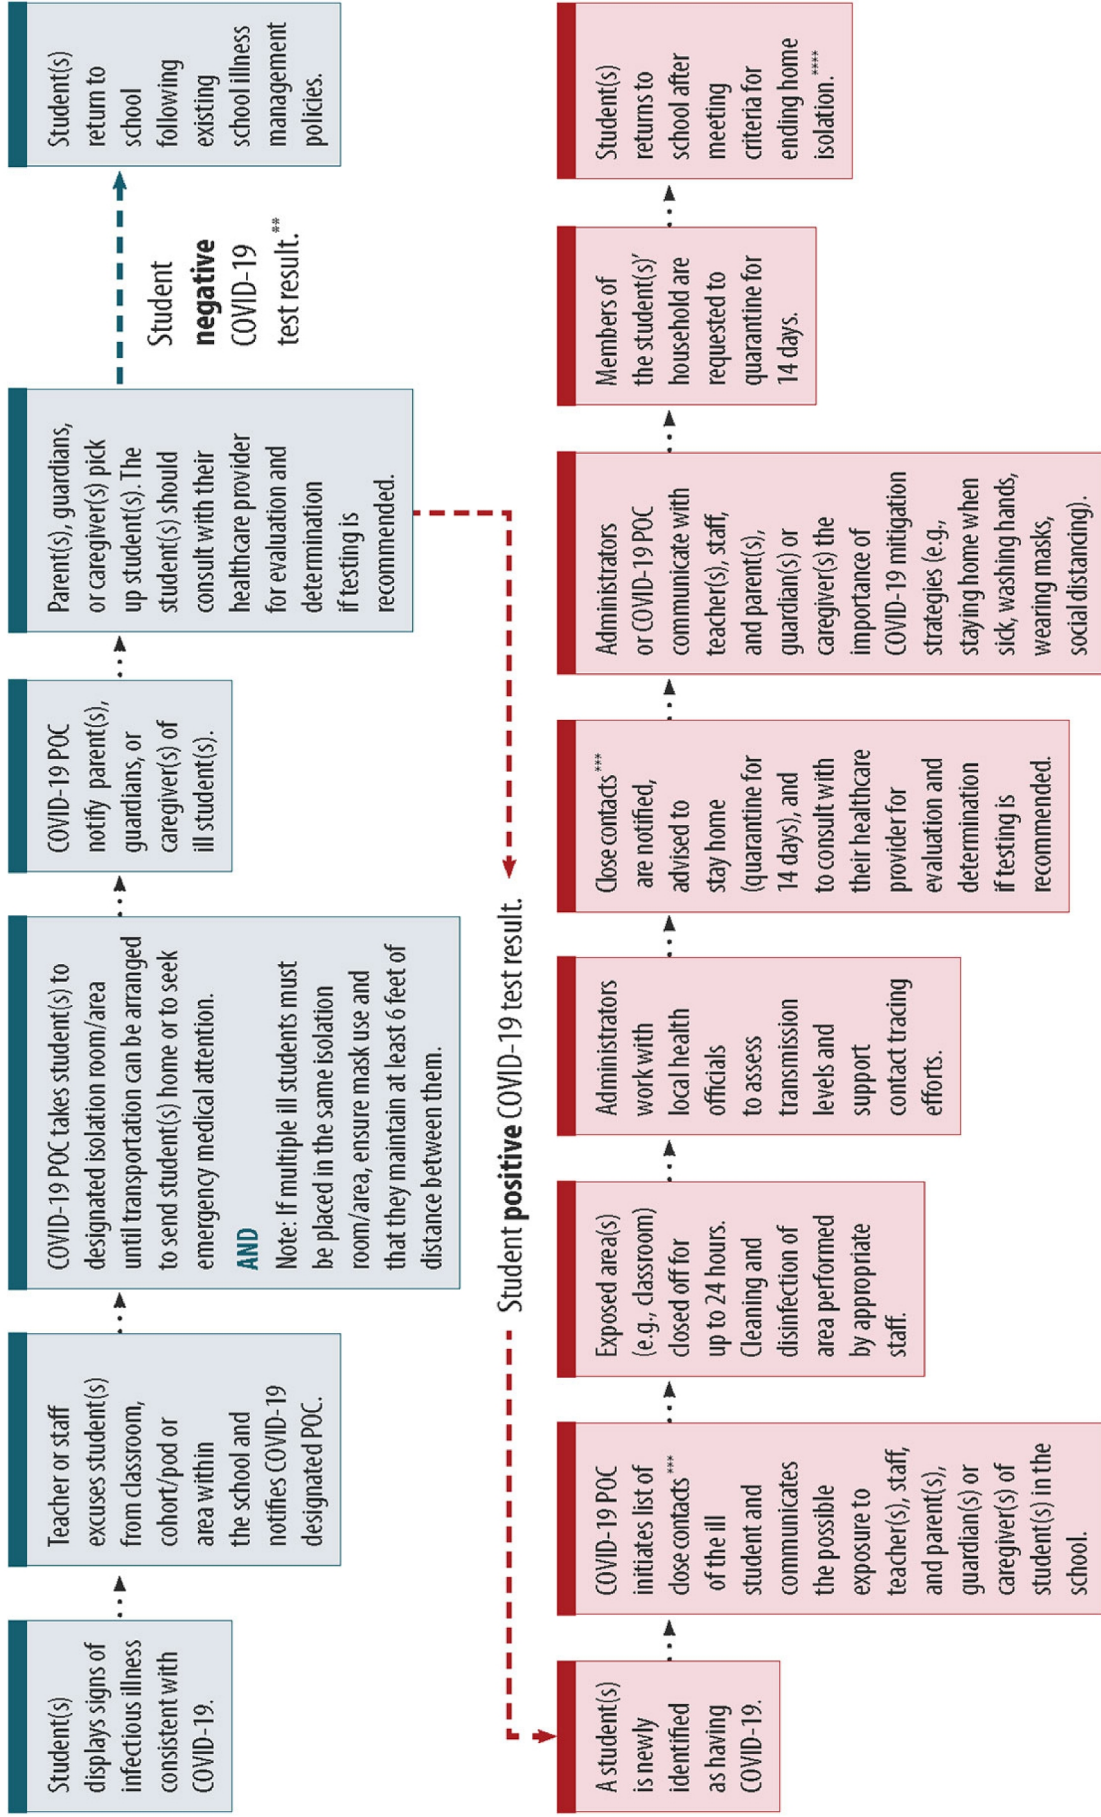 Student(s)
displays signs of
infectious illness
consistent with
COVID-19.
Teacher or staff
excuses student(s)
from classroom,
cohort/pod or
area within
the school and
notifies COVID-19
designated POC.
COVID-19 POC takes student(s) to
designated isolation room/area
until transportation can be arranged
to send student(s) home or to seek
emergency medical attention.
AND
Note: If multiple ill students must
be placed in the same isolation
room/area, ensure mask use and
that they maintain at least 6 feet of
distance between them.
COVID-19 POC
notify parent(s),
guardians, or
caregiver(s) of
ill student(s).
Parent(s), guardians,
or caregiver(s) pick
up student(s). The
student(s) should
consult with their
healthcare provider
for evaluation and
determination
if testing is
recommended.
Student
negative
COVID-19
test result.**
Student(s)
return to
school
following
existing
school illness
management
policies.
Student positive COVID-19 test result.
A student(s)
is newly
identified
as having
COVID-19.
COVID-19 POC
initiates list of
close contacts***
of the ill
student and
communicates
the possible
exposure to
teacher(s), staff,
and parent(s),
guardian(s) or
caregiver(s) of
student(s) in the
school.
Exposed area(s)
(e.g., classroom)
closed off for
up to 24 hours.
Cleaning and
disinfection of
area performed
by appropriate
staff.
Administrators
work with
local health
officials
to assess
transmission
levels and
support
contact tracing
efforts.
Close contacts***
are notified,
advised to
stay home
(quarantine for
14 days), and
to consult with
their healthcare
provider for
evaluation and
determination
if testing is
recommended.
Administrators
or COVID-19 POC
communicate with
teacher(s), staff,
and parent(s),
guardian(s) or
caregiver(s) the
importance of
COVID-19 mitigation
strategies (e.g.,
staying home when
sick, washing hands,
wearing masks,
social distancing).
Members of
the student(s)’
household are
requested to
quarantine for
14 days.
Student(s)
returns to
school after
meeting
criteria for
ending home
isolation.****